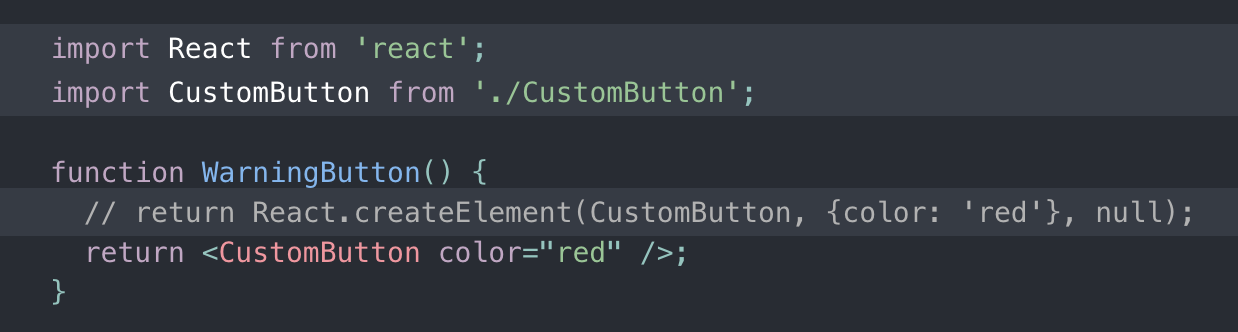 import React from 'react';
import CustomButton from './CustomButton';
function WarningButton() {
// return React.createElement(CustomButton, {color: 'red'}, null);
return <CustomButton color="red" />;
}